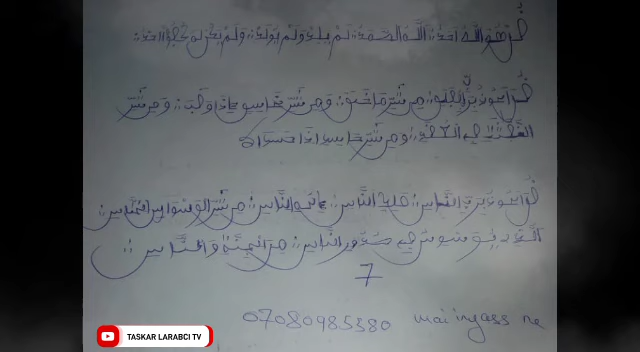 قل هو الله احد :: الله الصمد :: لم يلد ولم يولد :: ولم يكن له كفوا احد ::
قل اعوذ برب الفلق :: من شر ما خلق :: ومن شر غاسق اذا وقب :: ومن شر
النفثت في العقد :: ومن شر حاسد اذا حسد
قل اعوذ برب الناس :: ملك الناس :: اله الناس :: من شر الوسواس الخناس ::
الذي يوسوس في صدور الناس :: من الجنة والناس ::
7
07080985380 mai ingass ne
TASKAR LARABCI TV